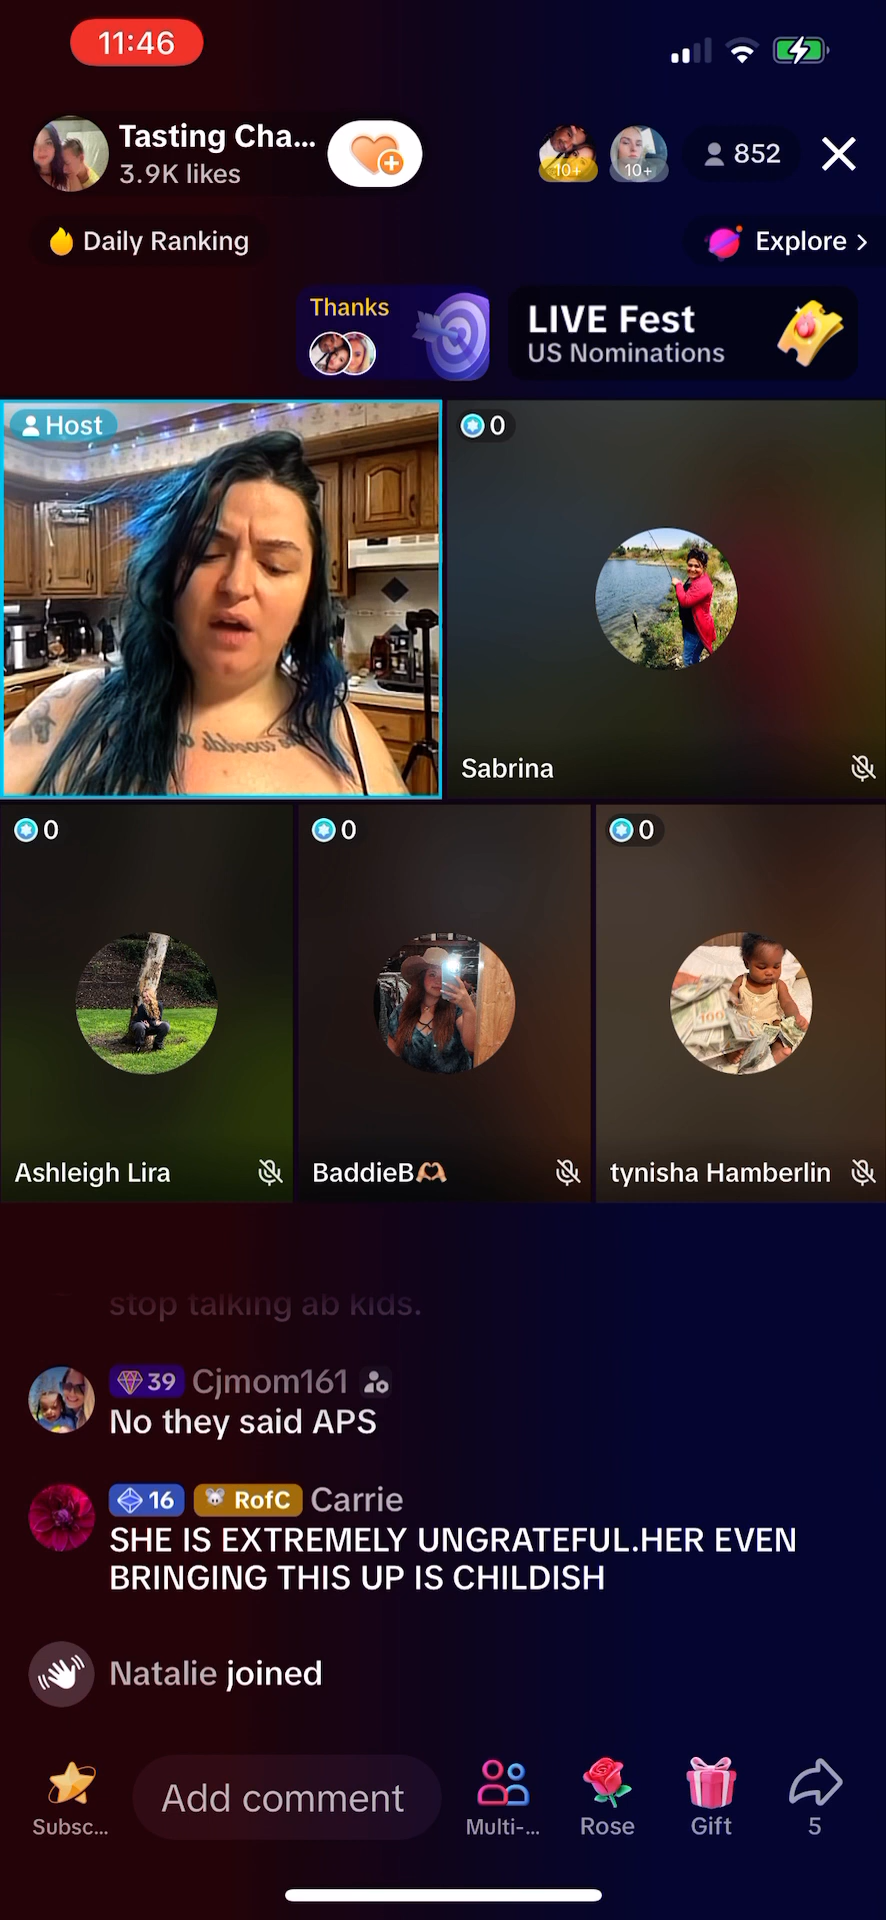 11:46
Tasting Cha...
3.9K likes
10+
10+
852
Daily Ranking
Explore >
Thanks
LIVE Fest
US Nominations
Host
0
Sabrina
0
0
0
100
Ashleigh Lira
BaddieB🫶🏼
tynisha Hamberlin
stop talking ab kids.
39 Cjmom161
No they said APS
16 RofC Carrie
SHE IS EXTREMELY UNGRATEFUL.HER EVEN
BRINGING THIS UP IS CHILDISH
Natalie joined
Subsc...
Add comment
Multi-...
Rose
Gift
5